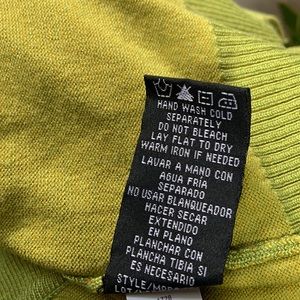 HAND WASH COLD
SEPARATELY
DO NOT BLEACH
LAY FLAT TO DRY
WARM IRON IF NEEDED
LAVAR A MANO CON
AGUA FRÍA
SEPARADO
NO USAR BLANQUEADOR
HACER SECAR
EXTENDIDO
EN PLANO
PLANCHAR CON
PLANCHA TIBIA SI
ES NECESARIO